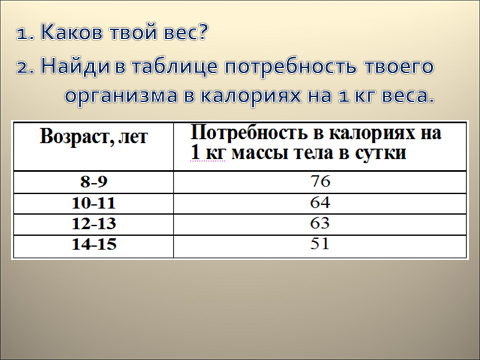 1. Каков твой вес?
2. Найди в таблице потребность твоего
организма в калориях на 1 кг веса.
Возраст, лет
Потребность в калориях на
1 кг массы тела в сутки
8-9 76
10-11 64
12-13 63
14-15 51